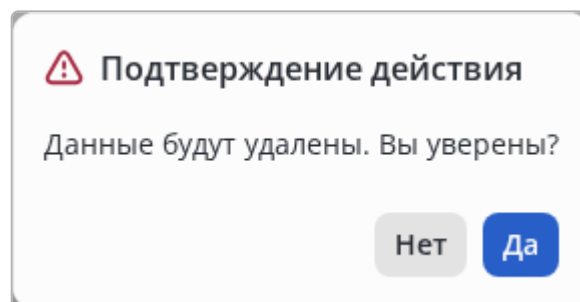 Подтверждение действия
Данные будут удалены. Вы уверены?
Нет Да